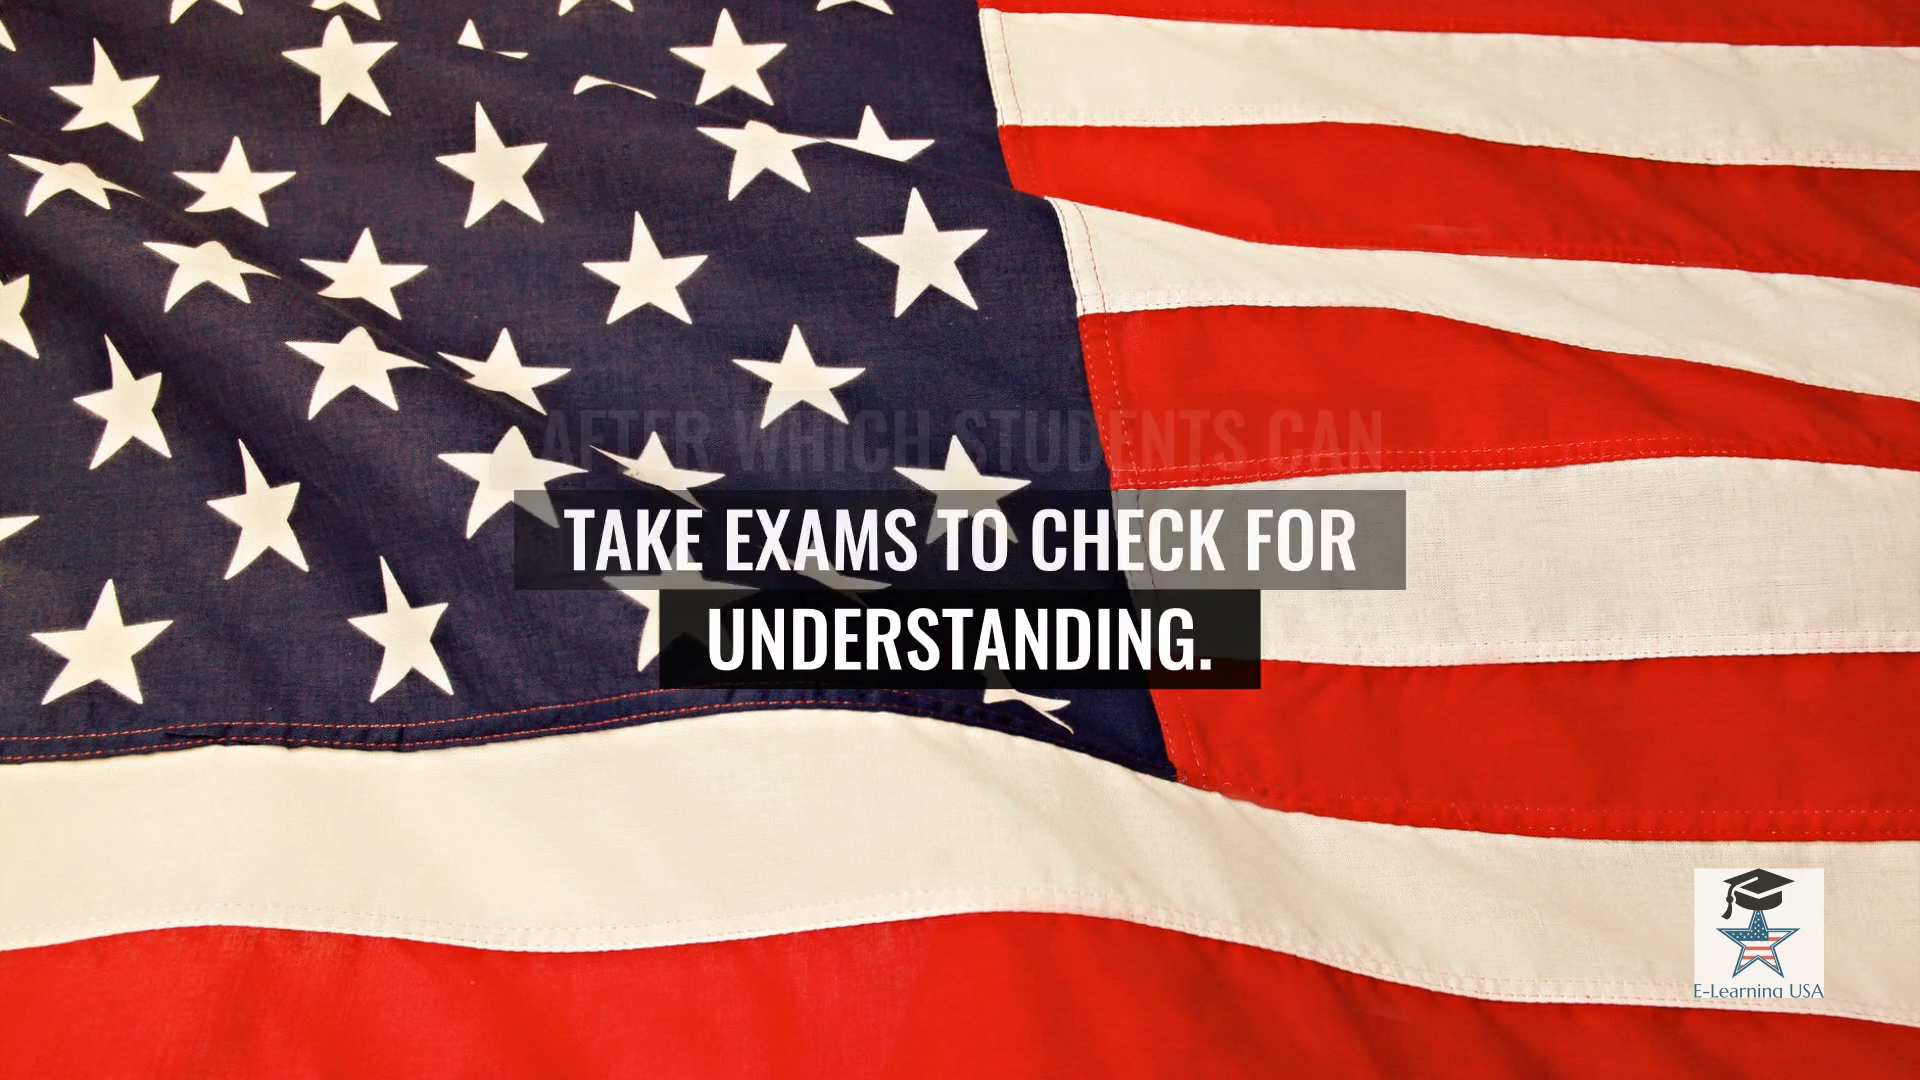 AFTER WHICH STUDENTS CAN
TAKE EXAMS TO CHECK FOR
UNDERSTANDING.
E-Learning USA